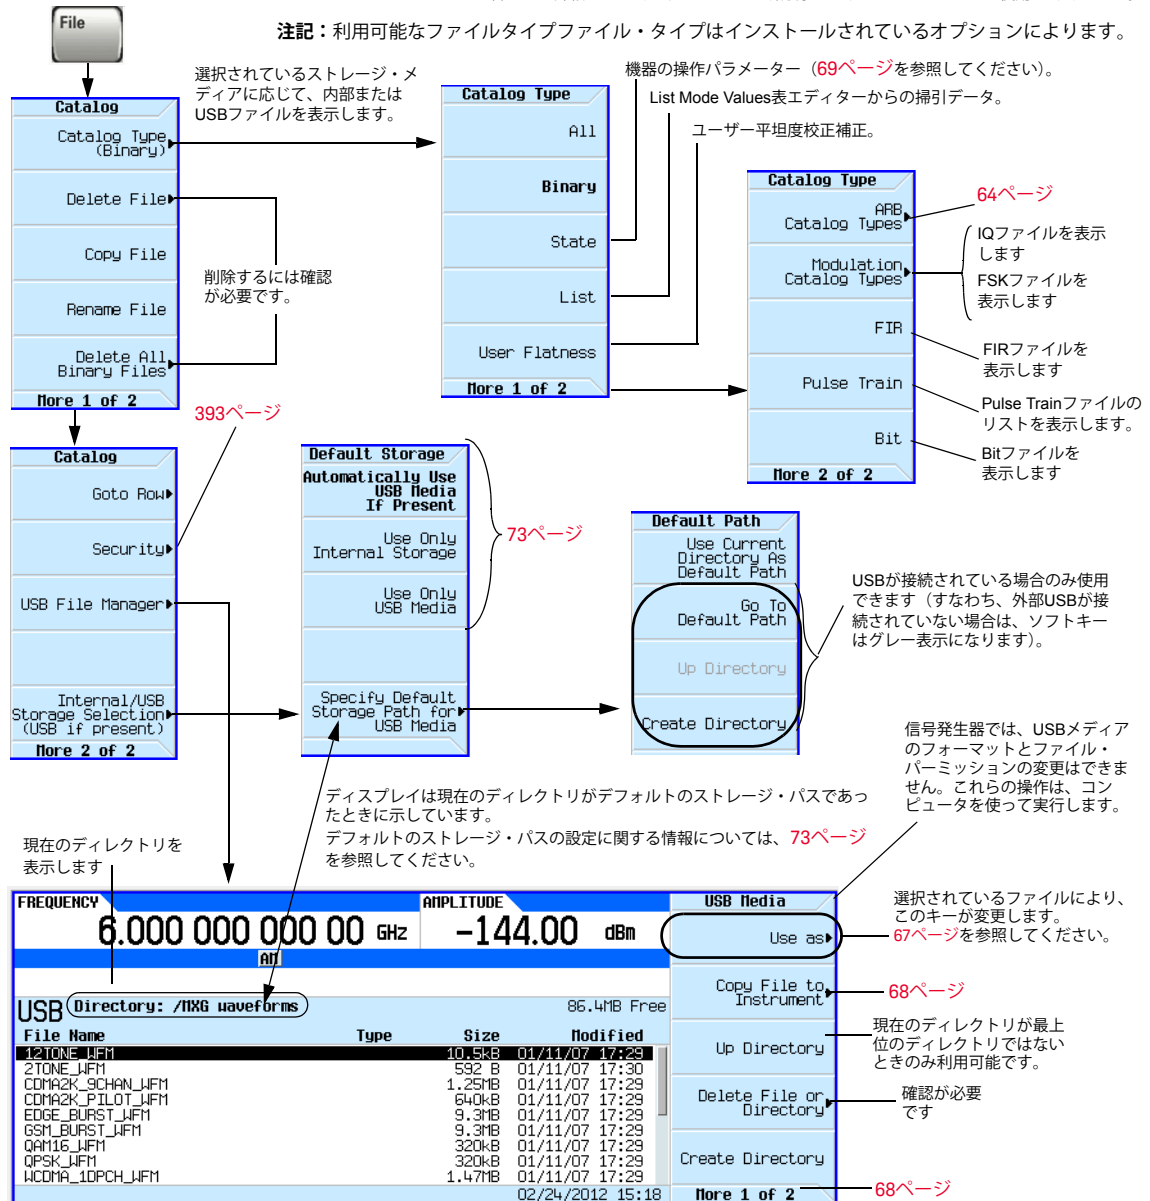 File
注記：利用可能なファイルタイプファイル・タイプはインストールされているオプションによります。
選択されているストレージ・メ
ディアに応じて、内部または
USBファイルを表示します。
機器の操作パラメーター（69ページを参照してください）。
List Mode Values表エディターからの掃引データ。
ユーザー平坦度校正補正。
Catalog
Catalog Type
(Binary)
Delete File
Copy File
Rename File
Delete All
Binary Files
More 1 of 2
削除するには確認
が必要です。
Catalog Type
All
Binary
State
List
User Flatness
More 1 of 2
Catalog Type
ARB
Catalog Types
Modulation
Catalog Types
FIR
Pulse Train
Bit
More 2 of 2
64ページ
IQファイルを表示
します
FSKファイルを
表示します
FIRファイルを
表示します
Pulse Trainファイルの
リストを表示します。
Bitファイルを
表示します
393ページ
Catalog
Goto Row
Security
USB File Manager
Internal/USB
Storage Selection
(USB if present)
More 2 of 2
Default Storage
Automatically Use
USB Media
If Present
Use Only
Internal Storage
Use Only
USB Media
Specify Default
Storage Path for
USB Media
73ページ
Default Path
Use Current
Directory As
Default Path
Go To
Default Path
Up Directory
Create Directory
USBが接続されている場合のみ使用
できます（すなわち、外部USBが接
続されていない場合は、ソフトキー
はグレー表示になります）。
信号発生器では、USBメディア
のフォーマットとファイル・
パーミッションの変更はできま
せん。これらの操作は、コン
ピュータを使って実行します。
ディスプレイは現在のディレクトリがデフォルトのストレージ・パスであっ
たときに示しています。
デフォルトのストレージ・パスの設定に関する情報については、73ページ
を参照してください。
現在のディレクトリを
表示します
FREQUENCY
6.000 000 000 00 GHz
AMPLITUDE
-144.00 dBm
AM
USB Directory: /MXG waveforms
86.4MB Free
File Name Type Size Modified
12TONE_WFM 10.5kB 01/11/07 17:29
2TONE_WFM 592 B 01/11/07 17:30
CDMA2K_9CHAN_WFM 1.25MB 01/11/07 17:29
CDMA2K_PILOT_WFM 640kB 01/11/07 17:29
EDGE_BURST_WFM 9.3MB 01/11/07 17:29
GSM_BURST_WFM 9.3MB 01/11/07 17:29
QAM16_WFM 320kB 01/11/07 17:29
QPSK_WFM 320kB 01/11/07 17:29
WCDMA_1DPCH_WFM 1.47MB 01/11/07 17:29
02/24/2012 15:18
USB Media
Use as
Copy File to
Instrument
Up Directory
Delete File or
Directory
Create Directory
More 1 of 2
選択されているファイルにより、
このキーが変更します。
67ページを参照してください。
68ページ
現在のディレクトリが最上
位のディレクトリではない
ときのみ利用可能です。
確認が必要
です
68ページ